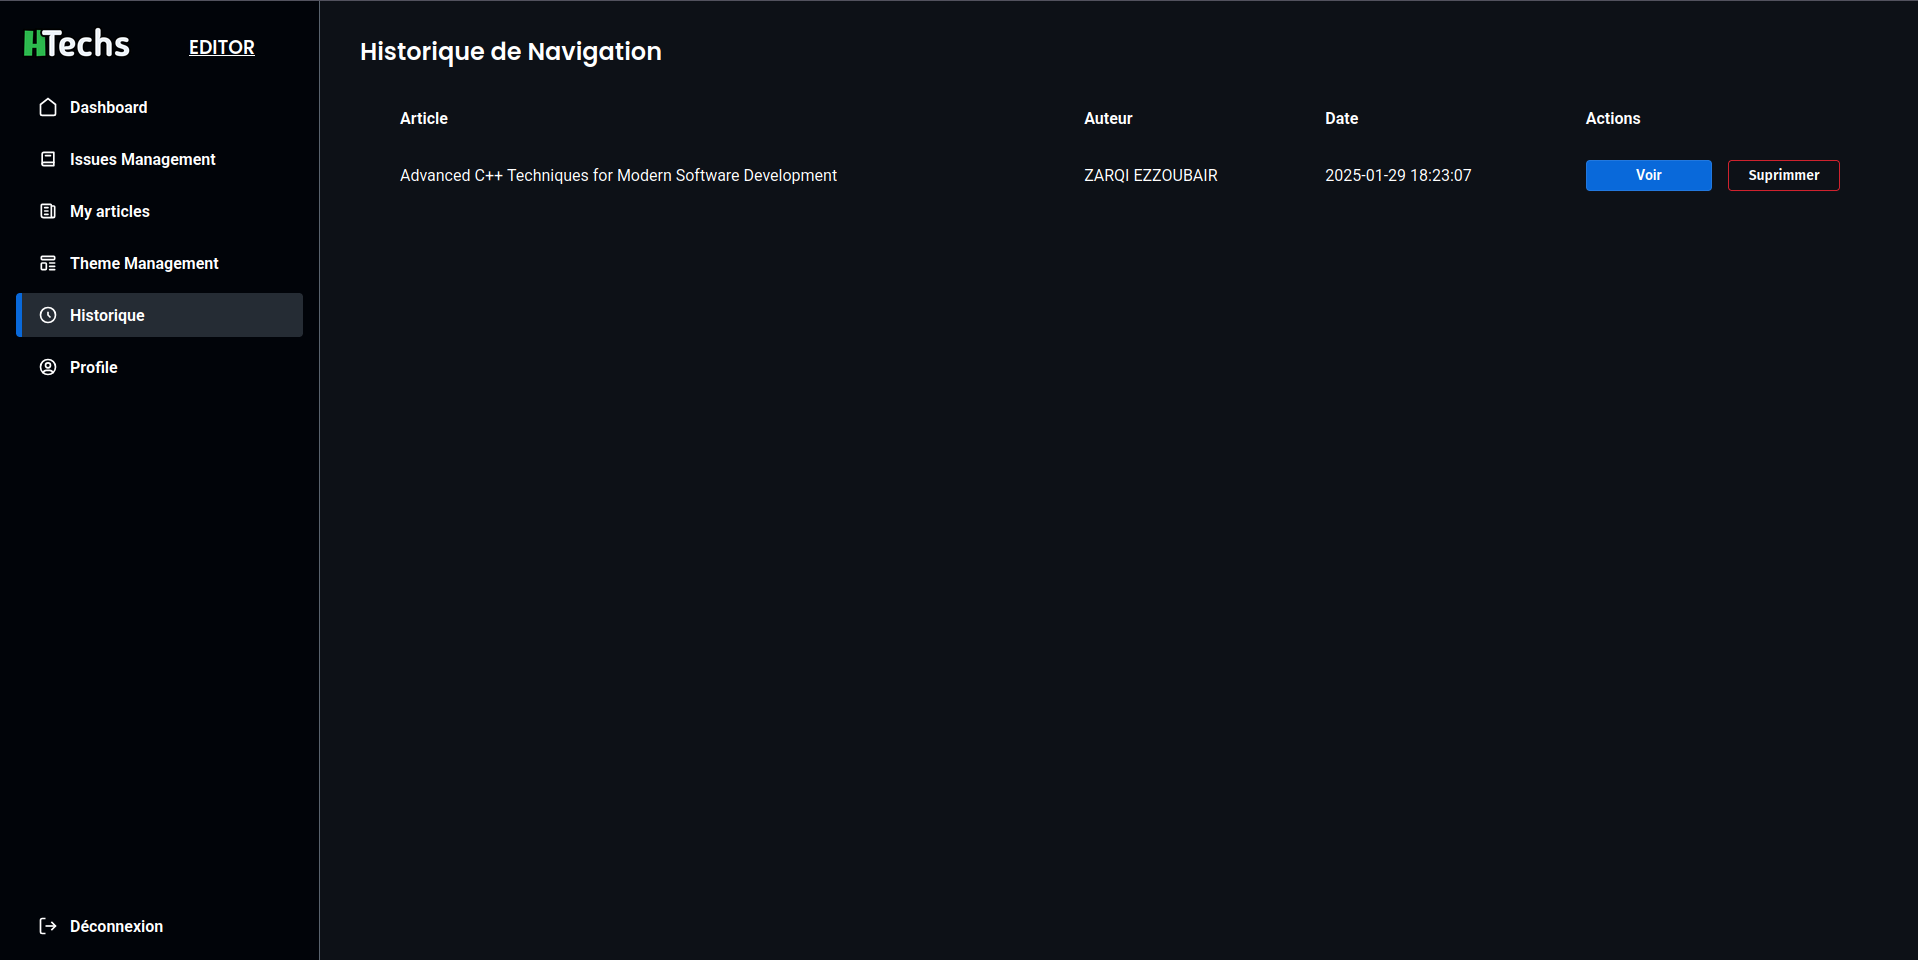 HTechs EDITOR
Dashboard
Issues Management
My articles
Theme Management
Historique
Profile
Déconnexion
Historique de Navigation
Article Auteur Date Actions
Advanced C++ Techniques for Modern Software Development ZARQI EZZOUBAIR 2025-01-29 18:23:07 Voir Suprimmer